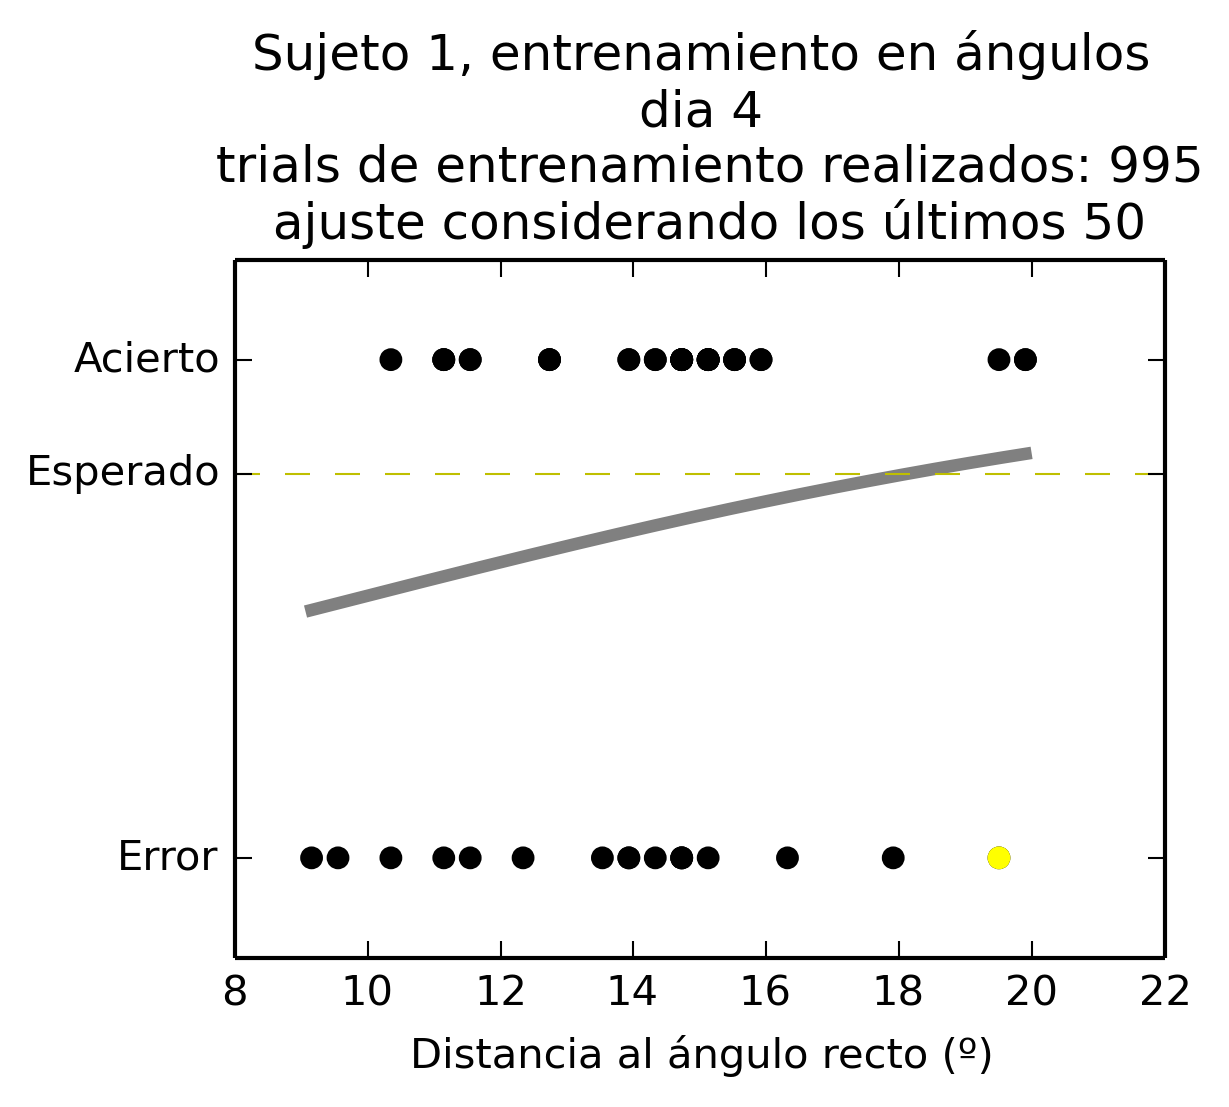 Sujeto 1, entrenamiento en ángulos
dia 4
trials de entrenamiento realizados: 995
ajuste considerando los últimos 50
Acierto
Esperado
Error
8 10 12 14 16 18 20 22
Distancia al ángulo recto (º)